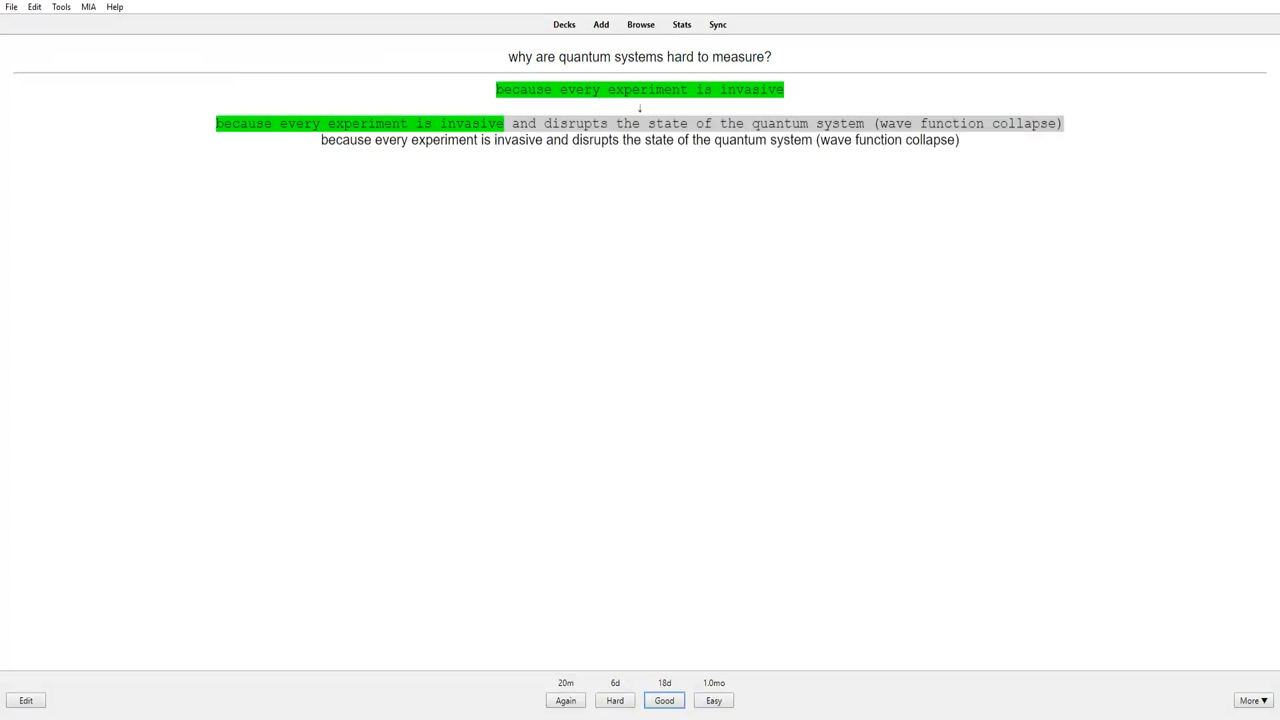 File Edit Tools MIA Help
Decks Add Browse Stats Sync
why are quantum systems hard to measure?
because every experiment is invasive
↓
because every experiment is invasive and disrupts the state of the quantum system (wave function collapse)
because every experiment is invasive and disrupts the state of the quantum system (wave function collapse)
20m 6d 18d 1.0mo
Edit Again Hard Good Easy More ▼